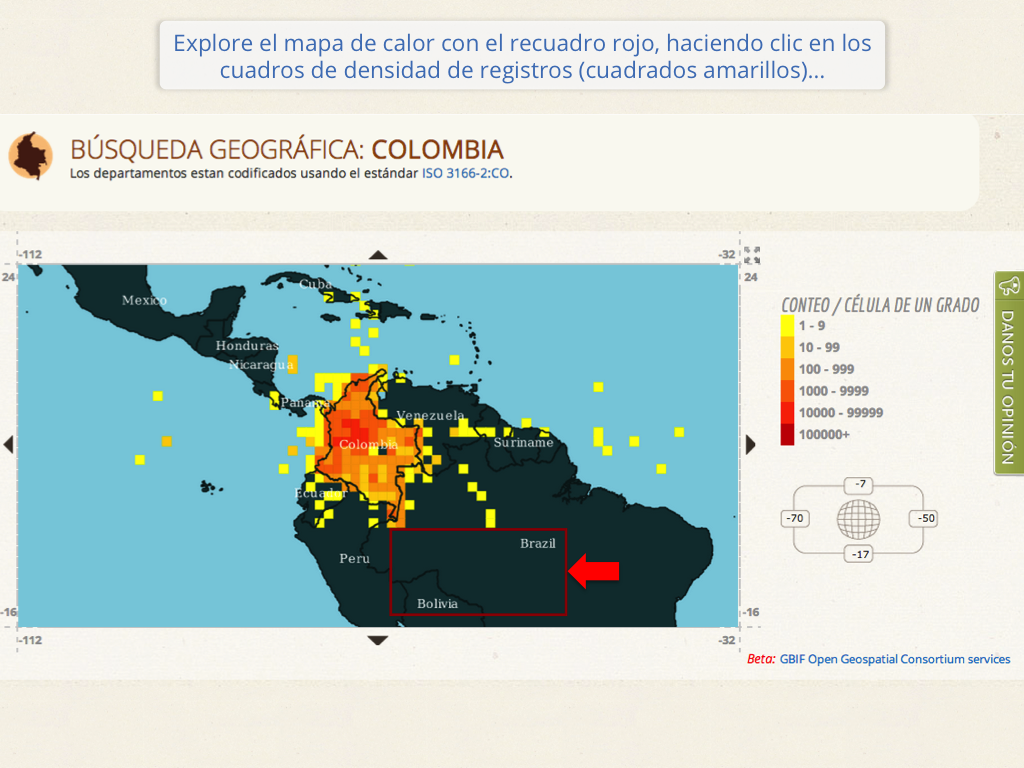 Explore el mapa de calor con el recuadro rojo, haciendo clic en los
cuadros de densidad de registros (cuadrados amarillos)...
BÚSQUEDA GEOGRÁFICA: COLOMBIA
Los departamentos estan codificados usando el estándar ISO 3166-2:CO.
-112
-32
24
24
Cuba
Mexico
Honduras
Nicaragua
Panama
Venezuela
Colombia
Suriname
Ecuador
Brazil
Peru
Bolivia
-16
-16
-112
-32
CONTEO / CÉLULA DE UN GRADO
1 - 9
10 - 99
100 - 999
1000 - 9999
10000 - 99999
100000+
DANOS TU OPINIÓN
-7
-70
-50
-17
Beta: GBIF Open Geospatial Consortium services